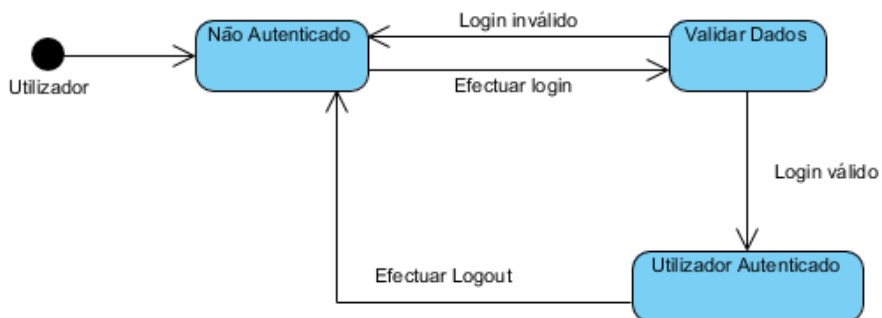 Não Autenticado
Login inválido
Validar Dados
Utilizador
Efectuar login
Login válido
Utilizador Autenticado
Efectuar Logout